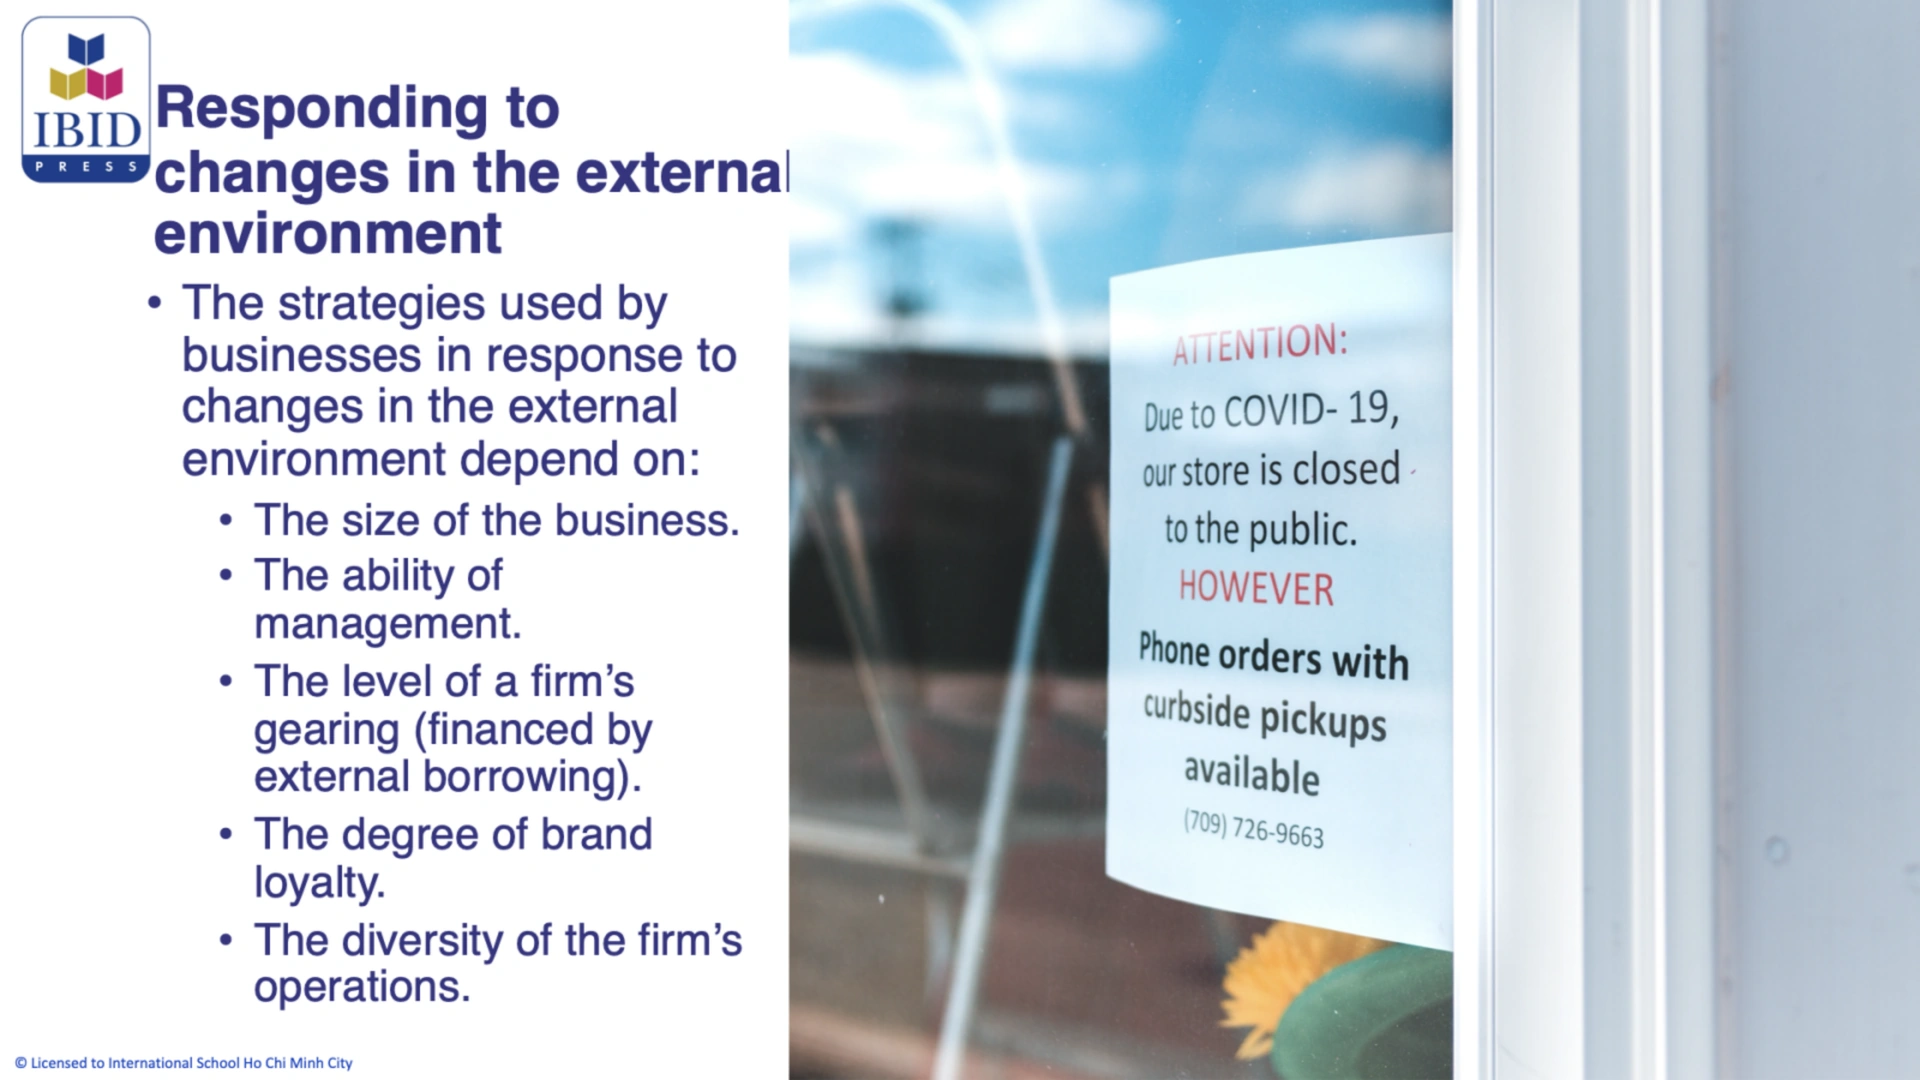 IBID
PRESS
Responding to
changes in the external
environment
• The strategies used by
businesses in response to
changes in the external
environment depend on:
• The size of the business.
• The ability of
management.
• The level of a firm’s
gearing (financed by
external borrowing).
• The degree of brand
loyalty.
• The diversity of the firm’s
operations.
© Licensed to International School Ho Chi Minh City
ATTENTION:
Due to COVID- 19,
our store is closed
to the public.
HOWEVER
Phone orders with
curbside pickups
available
(709) 726-9663